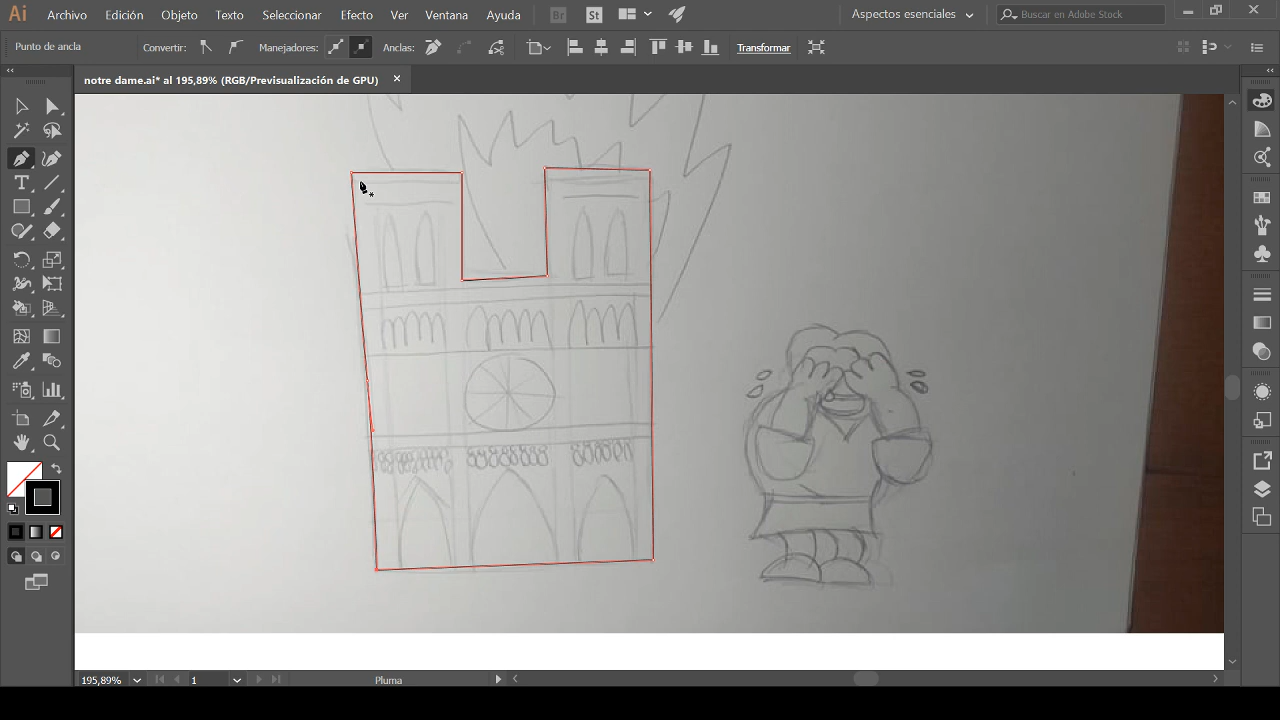 Ai Archivo Edición Objeto Texto Seleccionar Efecto Ver Ventana Ayuda Br St Aspectos esenciales Buscar en Adobe Stock
Punto de ancla Convertir: Manejadores: Anclas: Transformar
notre dame.ai* al 195,89% (RGB/Previsualización de GPU) ×
T
195,89% 1 Pluma